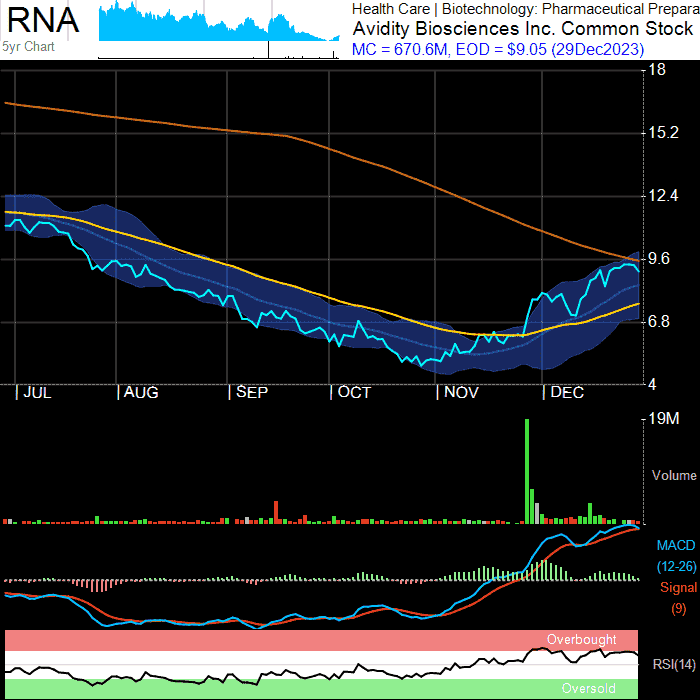 RNA
5yr Chart
Health Care | Biotechnology: Pharmaceutical Prepara
Avidity Biosciences Inc. Common Stock
MC = 670.6M, EOD = $9.05 (29Dec2023)
18
15.2
12.4
9.6
6.8
4
JUL AUG SEP OCT NOV DEC
19M
Volume
MACD
(12-26)
Signal
(9)
Overbought
RSI(14)
Oversold